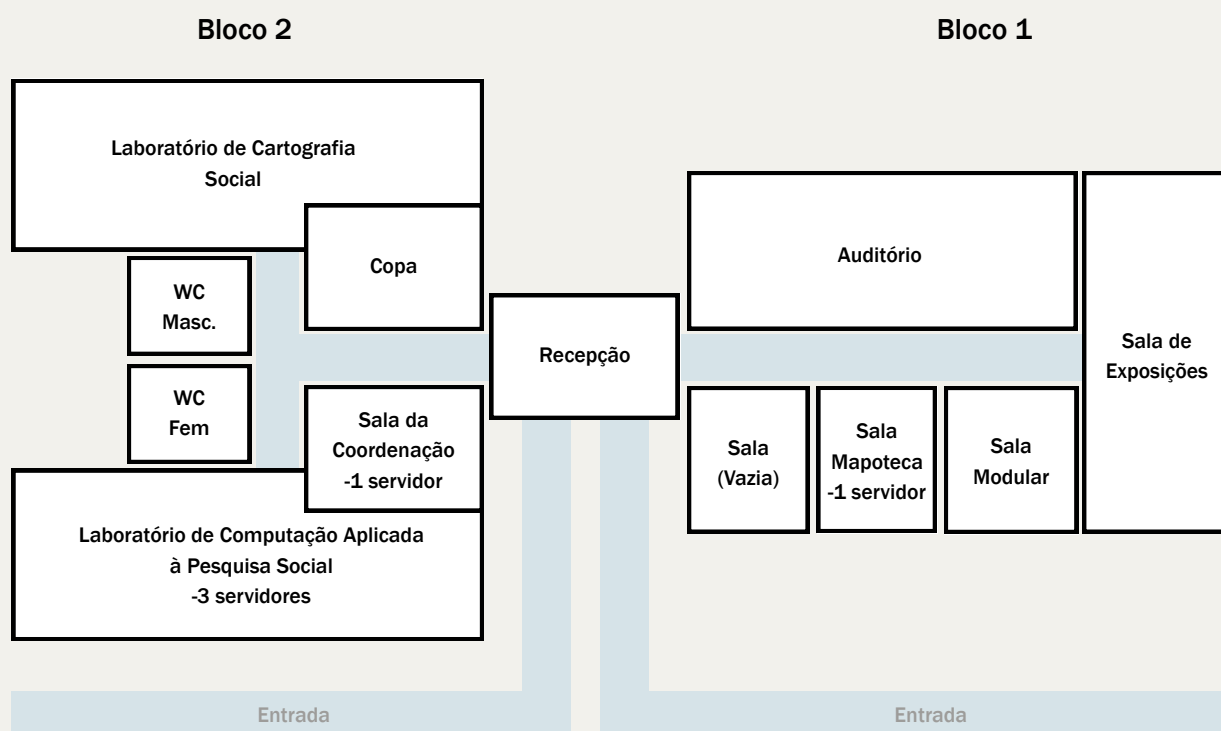 Bloco 2
Bloco 1
Laboratório de Cartografia
Social
Copa
WC
Masc.
WC
Fem
Sala da
Coordenação
-1 servidor
Laboratório de Computação Aplicada
à Pesquisa Social
-3 servidores
Recepção
Auditório
Sala de
Exposições
Sala
(Vazia)
Sala
Mapoteca
-1 servidor
Sala
Modular
Entrada
Entrada